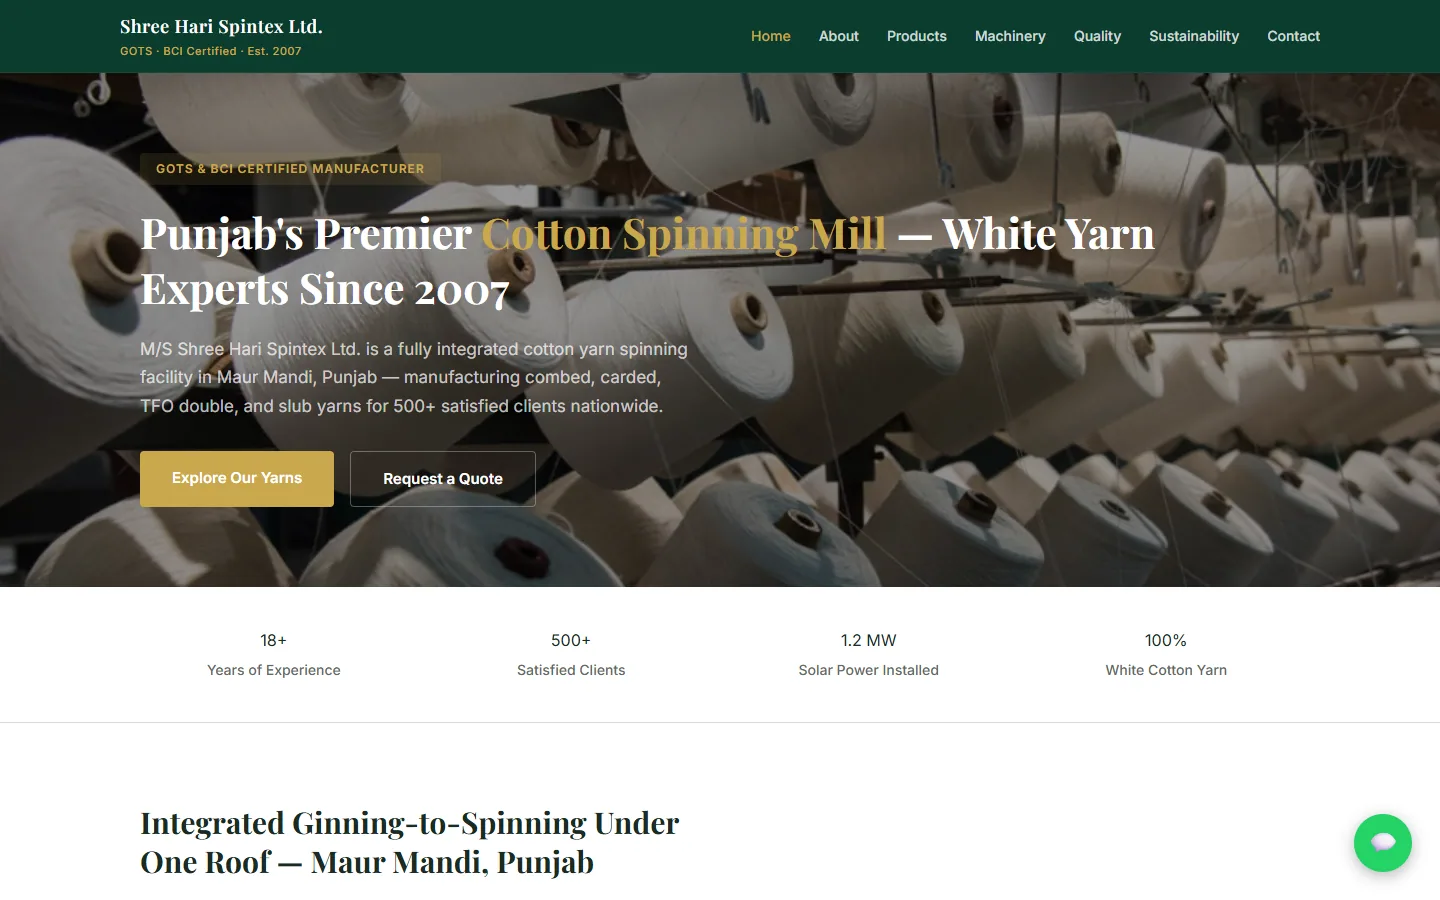 Shree Hari Spintex Ltd.
GOTS · BCI Certified · Est. 2007
Home About Products Machinery Quality Sustainability Contact
GOTS & BCI CERTIFIED MANUFACTURER
Punjab's Premier Cotton Spinning Mill — White Yarn
Experts Since 2007
M/S Shree Hari Spintex Ltd. is a fully integrated cotton yarn spinning
facility in Maur Mandi, Punjab — manufacturing combed, carded,
TFO double, and slub yarns for 500+ satisfied clients nationwide.
Explore Our Yarns Request a Quote
18+ 500+ 1.2 MW 100%
Years of Experience Satisfied Clients Solar Power Installed White Cotton Yarn
Integrated Ginning-to-Spinning Under
One Roof — Maur Mandi, Punjab